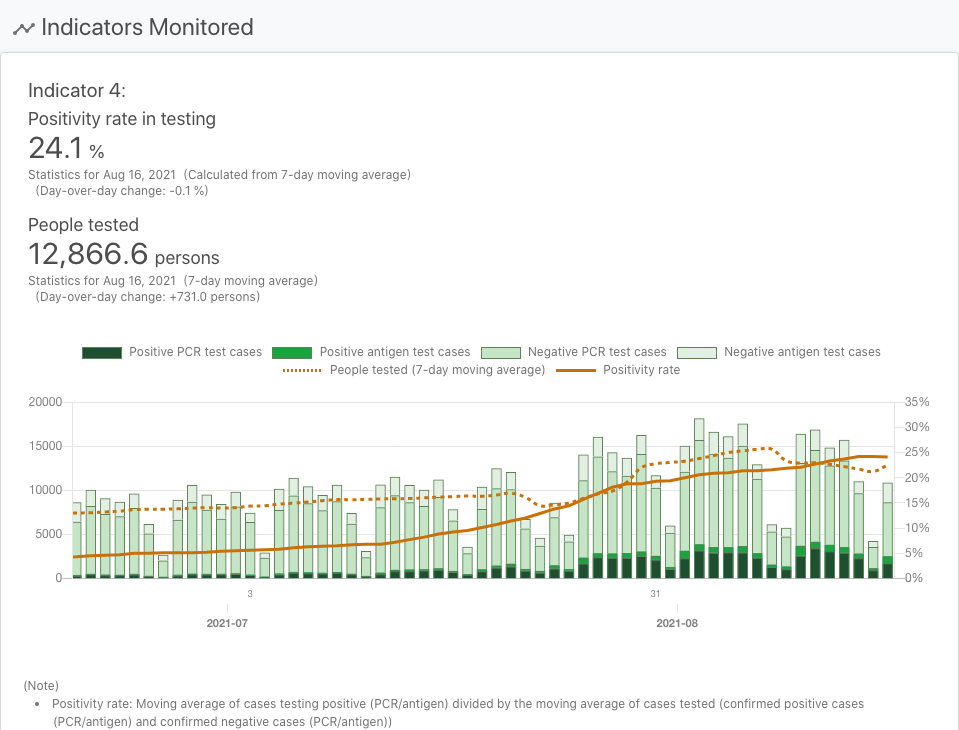 Indicators Monitored
Indicator 4:
Positivity rate in testing
24.1 %
Statistics for Aug 16, 2021 (Calculated from 7-day moving average)
(Day-over-day change: -0.1 %)
People tested
12,866.6 persons
Statistics for Aug 16, 2021 (7-day moving average)
(Day-over-day change: +731.0 persons)
Positive PCR test cases Positive antigen test cases Negative PCR test cases Negative antigen test cases
People tested (7-day moving average) Positivity rate
20000 35%
30%
15000 25%
10000 20%
15%
5000 10%
5%
0 0%
3 31
2021-07 2021-08
(Note)
• Positivity rate: Moving average of cases testing positive (PCR/antigen) divided by the moving average of cases tested (confirmed positive cases
(PCR/antigen) and confirmed negative cases (PCR/antigen))